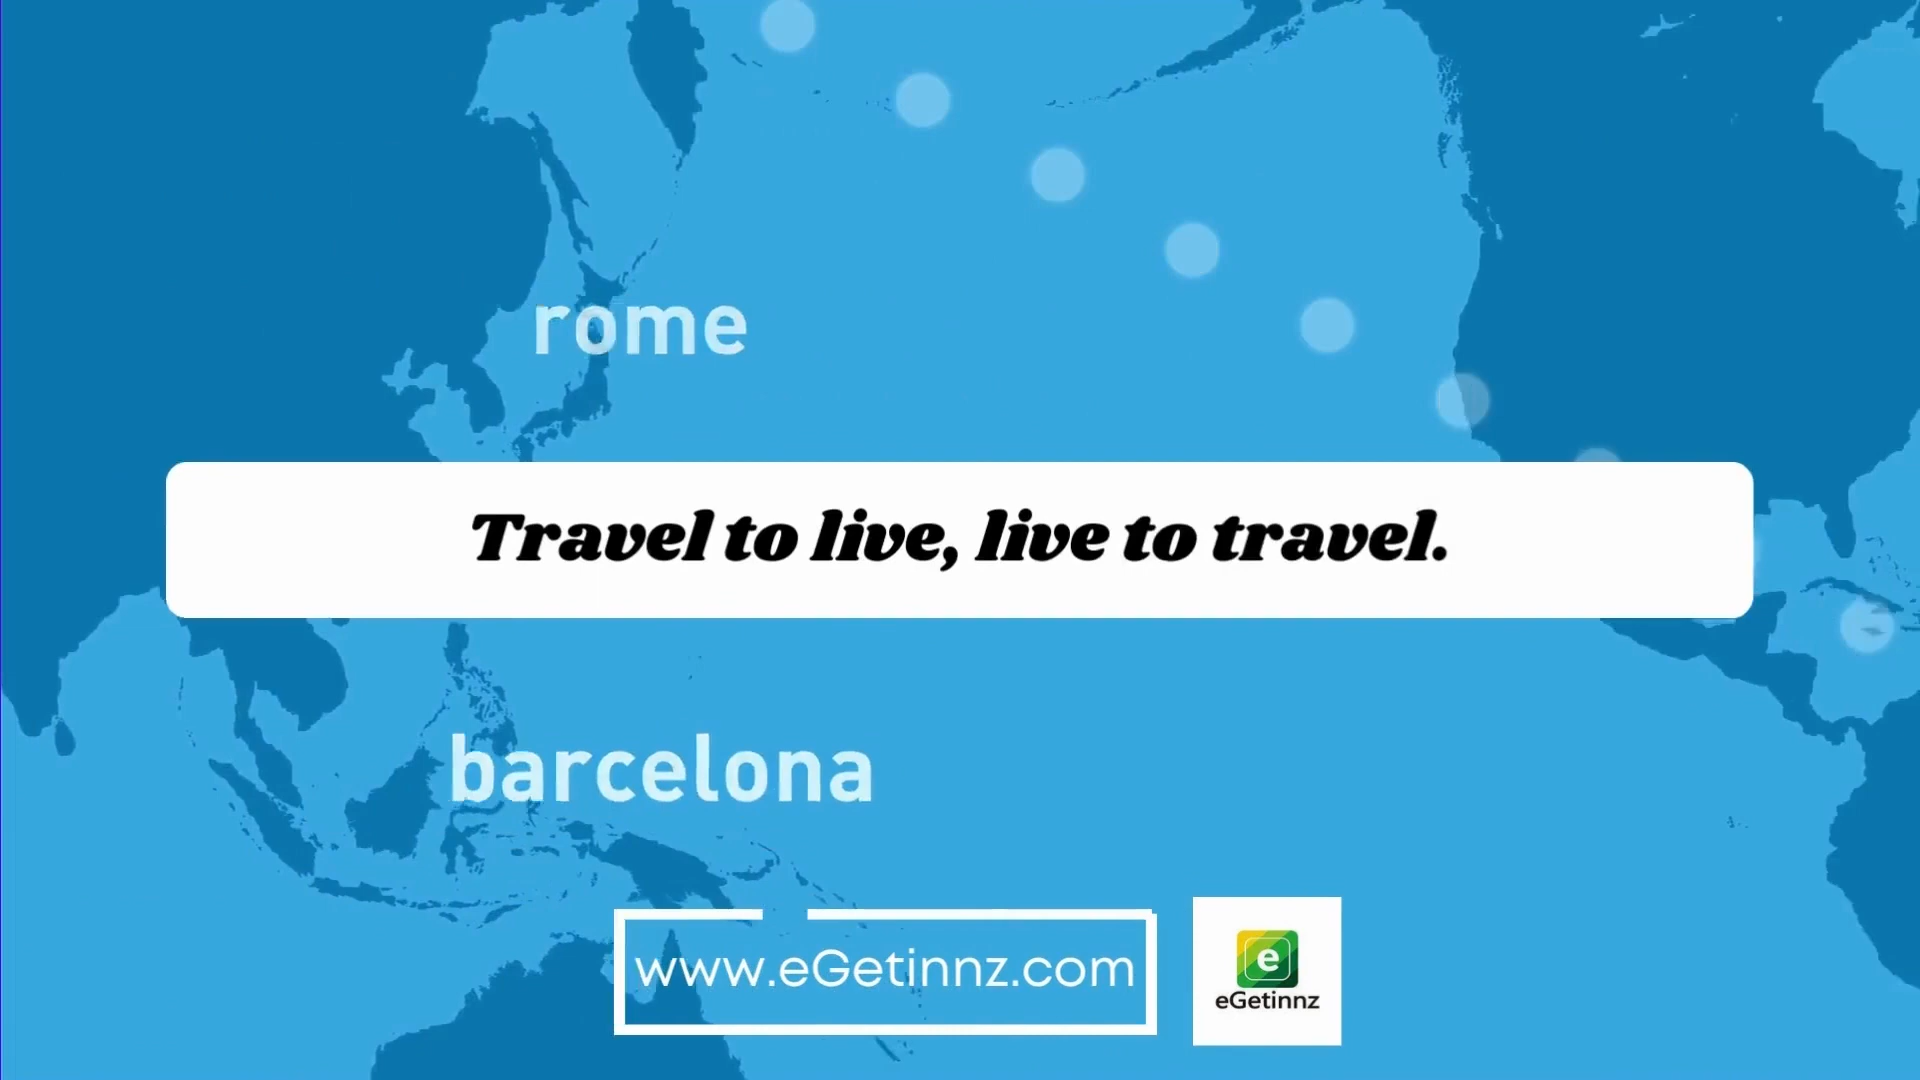 rome
Travel to live, live to travel.
barcelona
www.eGetinnz.com
e
eGetinnz